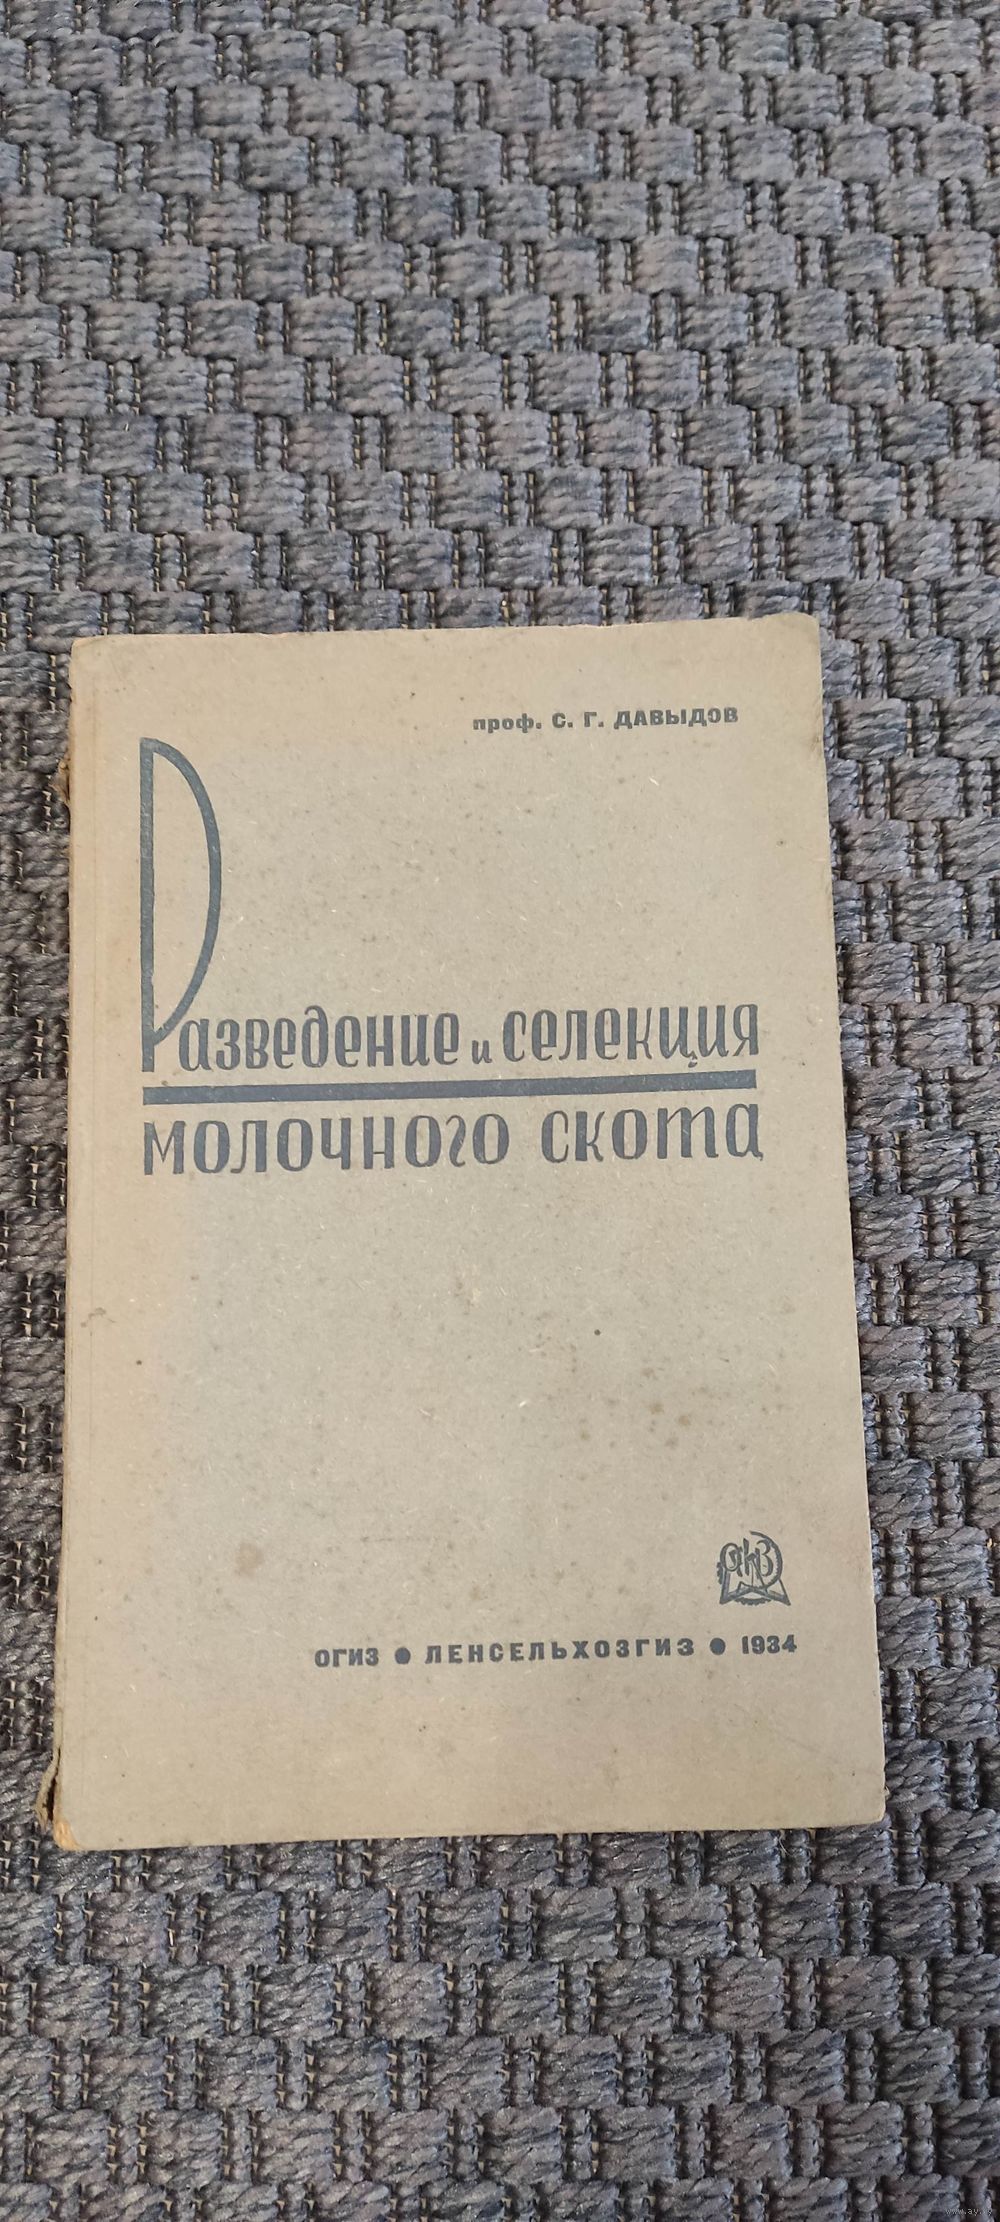 проф. С. Г. ДАВЫДОВ
Разведение и селекция
молочного скота
ОГИЗ • ЛЕНСЕЛЬХОЗГИЗ • 1934